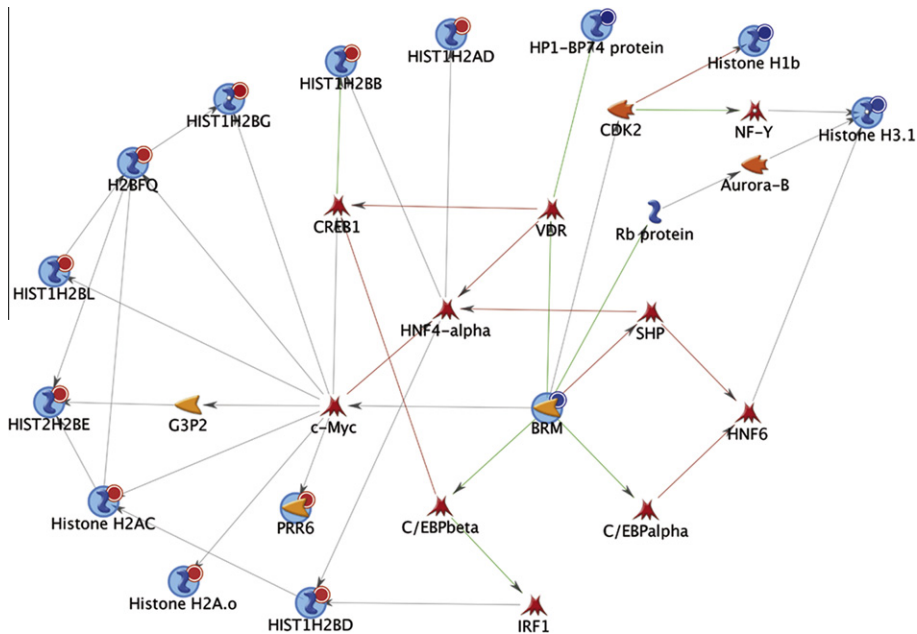 HP1-BP74 protein
HIST1H2AD
Histone H1b
HIST1H2BB
HIST1H2BG
CDK2
NF-Y
Histone H3.1
H2BFQ
Aurora-B
CREB1
VDR
Rb protein
HIST1H2BL
HNF4-alpha
SHP
HIST2H2BE
G3P2
c-Myc
BRM
HNF6
Histone H2AC
PRR6
C/EBPbeta
C/EBPalpha
Histone H2A.o
HIST1H2BD
IRF1